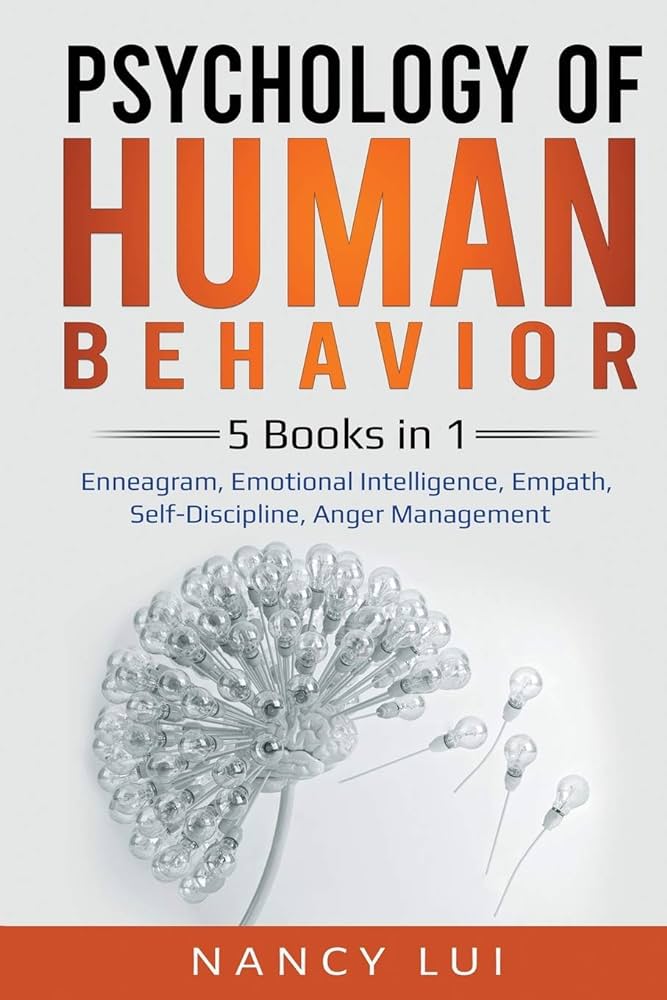 PSYCHOLOGY OF
HUMAN
BEHAVIOR
5 Books in 1
Enneagram, Emotional Intelligence, Empath,
Self-Discipline, Anger Management
NANCY LUI